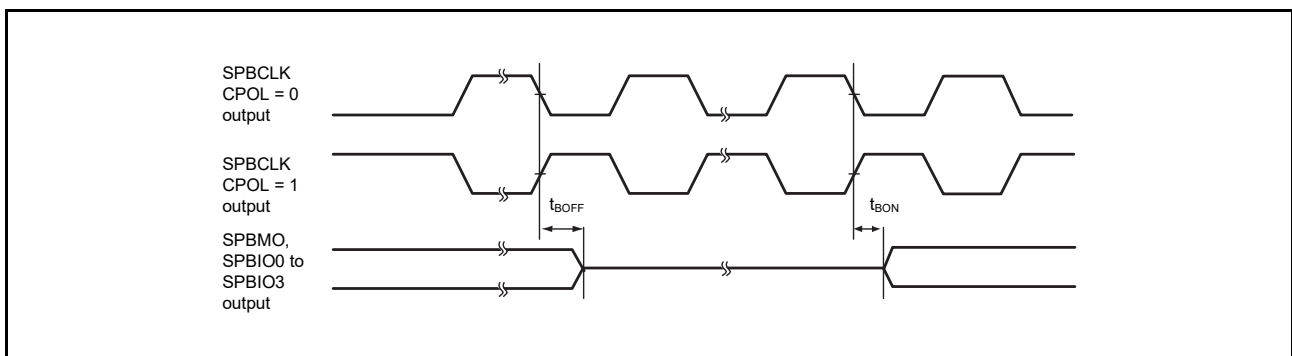 SPBCLK
CPOL = 0
output
SPBCLK
CPOL = 1
output
tBOFF
tBON
SPBMO,
SPBIO0 to
SPBIO3
output